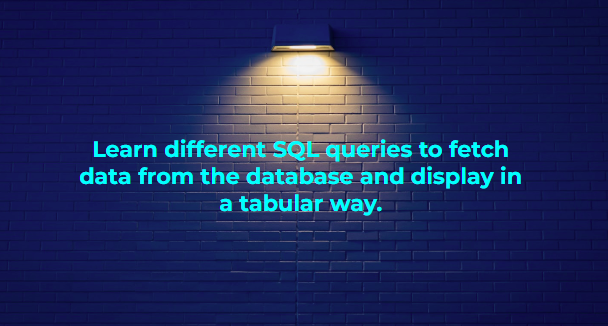 Learn different SQL queries to fetch
data from the database and display in
a tabular way.